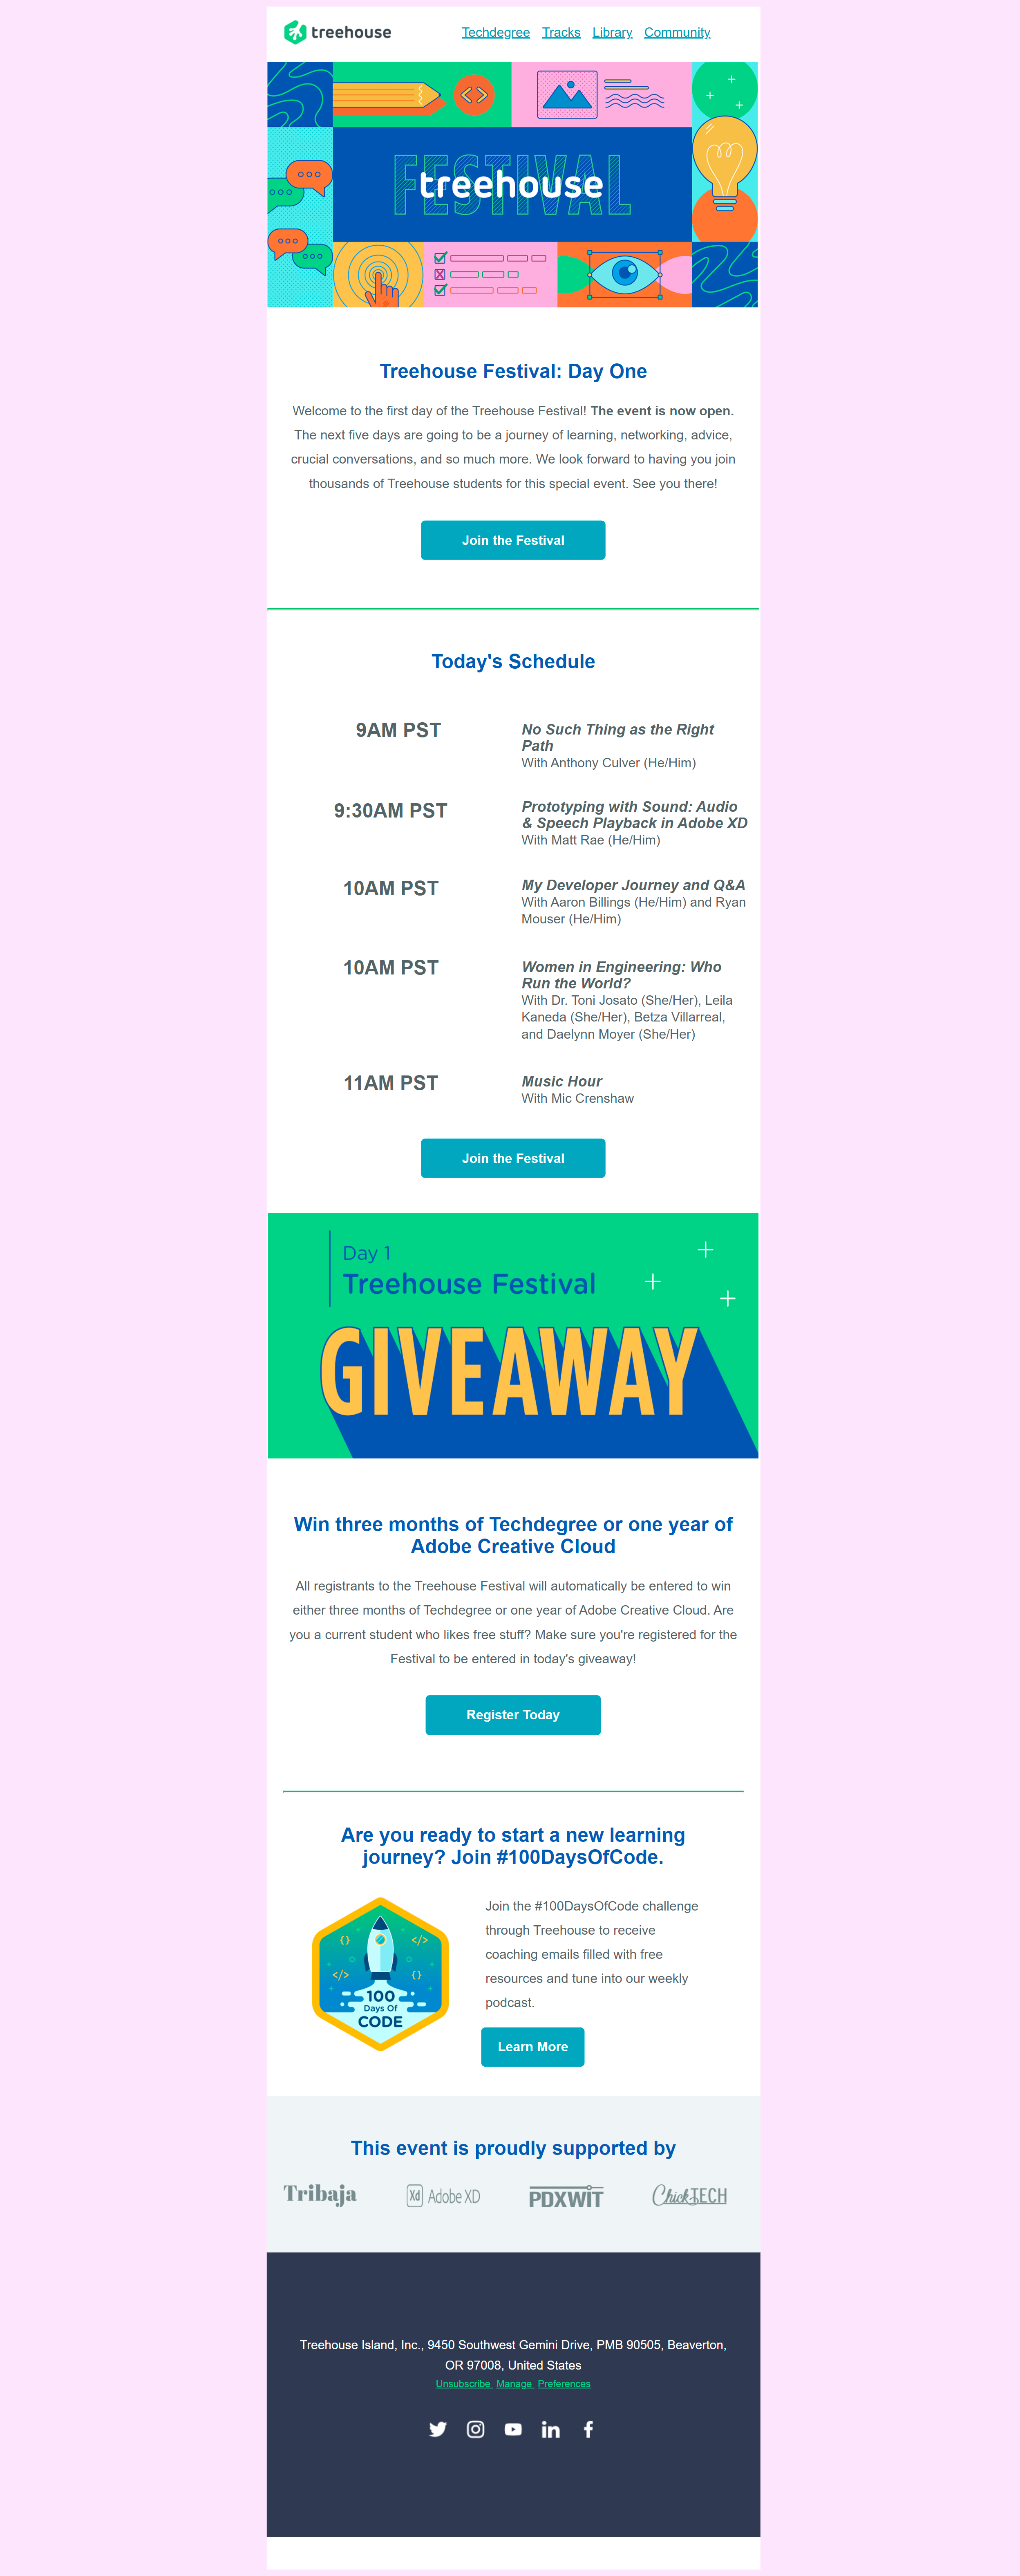 treehouse
Techdegree Tracks Library Community
FESTIVAL
treehouse
Treehouse Festival: Day One
Welcome to the first day of the Treehouse Festival! The event is now open.
The next five days are going to be a journey of learning, networking, advice,
crucial conversations, and so much more. We look forward to having you join
thousands of Treehouse students for this special event. See you there!
Join the Festival
Today's Schedule
9AM PST
No Such Thing as the Right
Path
With Anthony Culver (He/Him)
9:30AM PST
Prototyping with Sound: Audio
& Speech Playback in Adobe XD
With Matt Rae (He/Him)
10AM PST
My Developer Journey and Q&A
With Aaron Billings (He/Him) and Ryan
Mouser (He/Him)
10AM PST
Women in Engineering: Who
Run the World?
With Dr. Toni Josato (She/Her), Leila
Kaneda (She/Her), Betza Villarreal,
and Daelynn Moyer (She/Her)
11AM PST
Music Hour
With Mic Crenshaw
Join the Festival
Day 1
Treehouse Festival
GIVEAWAY
Win three months of Techdegree or one year of
Adobe Creative Cloud
All registrants to the Treehouse Festival will automatically be entered to win
either three months of Techdegree or one year of Adobe Creative Cloud. Are
you a current student who likes free stuff? Make sure you're registered for the
Festival to be entered in today's giveaway!
Register Today
Are you ready to start a new learning
journey? Join #100DaysOfCode.
{} </>
</> {}
100
Days Of
CODE
Join the #100DaysOfCode challenge
through Treehouse to receive
coaching emails filled with free
resources and tune into our weekly
podcast.
Learn More
This event is proudly supported by
Tribaja Xd Adobe XD PDXWIT ChickTECH
Treehouse Island, Inc., 9450 Southwest Gemini Drive, PMB 90505, Beaverton,
OR 97008, United States
Unsubscribe Manage Preferences